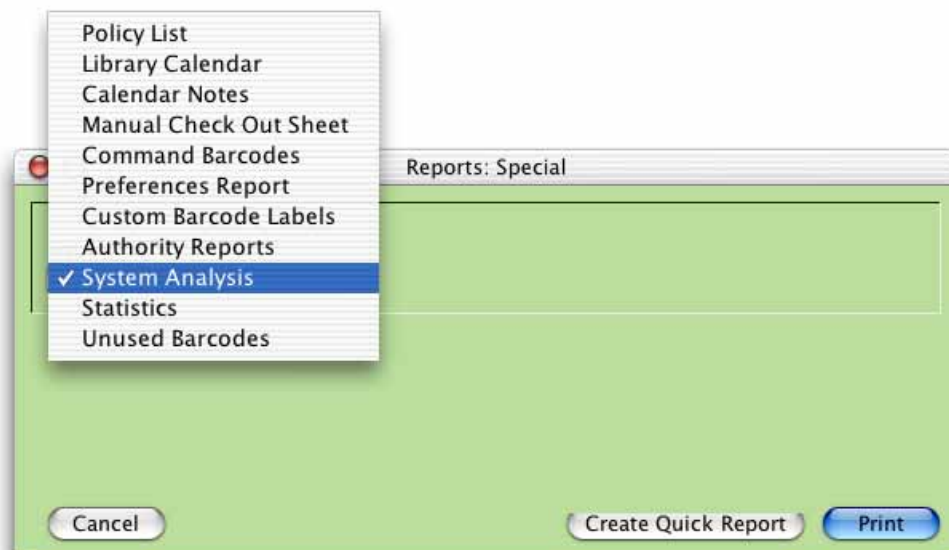 Policy List
Library Calendar
Calendar Notes
Manual Check Out Sheet
Command Barcodes
Preferences Report
Custom Barcode Labels
Authority Reports
✓ System Analysis
Statistics
Unused Barcodes
Reports: Special
Cancel
Create Quick Report
Print